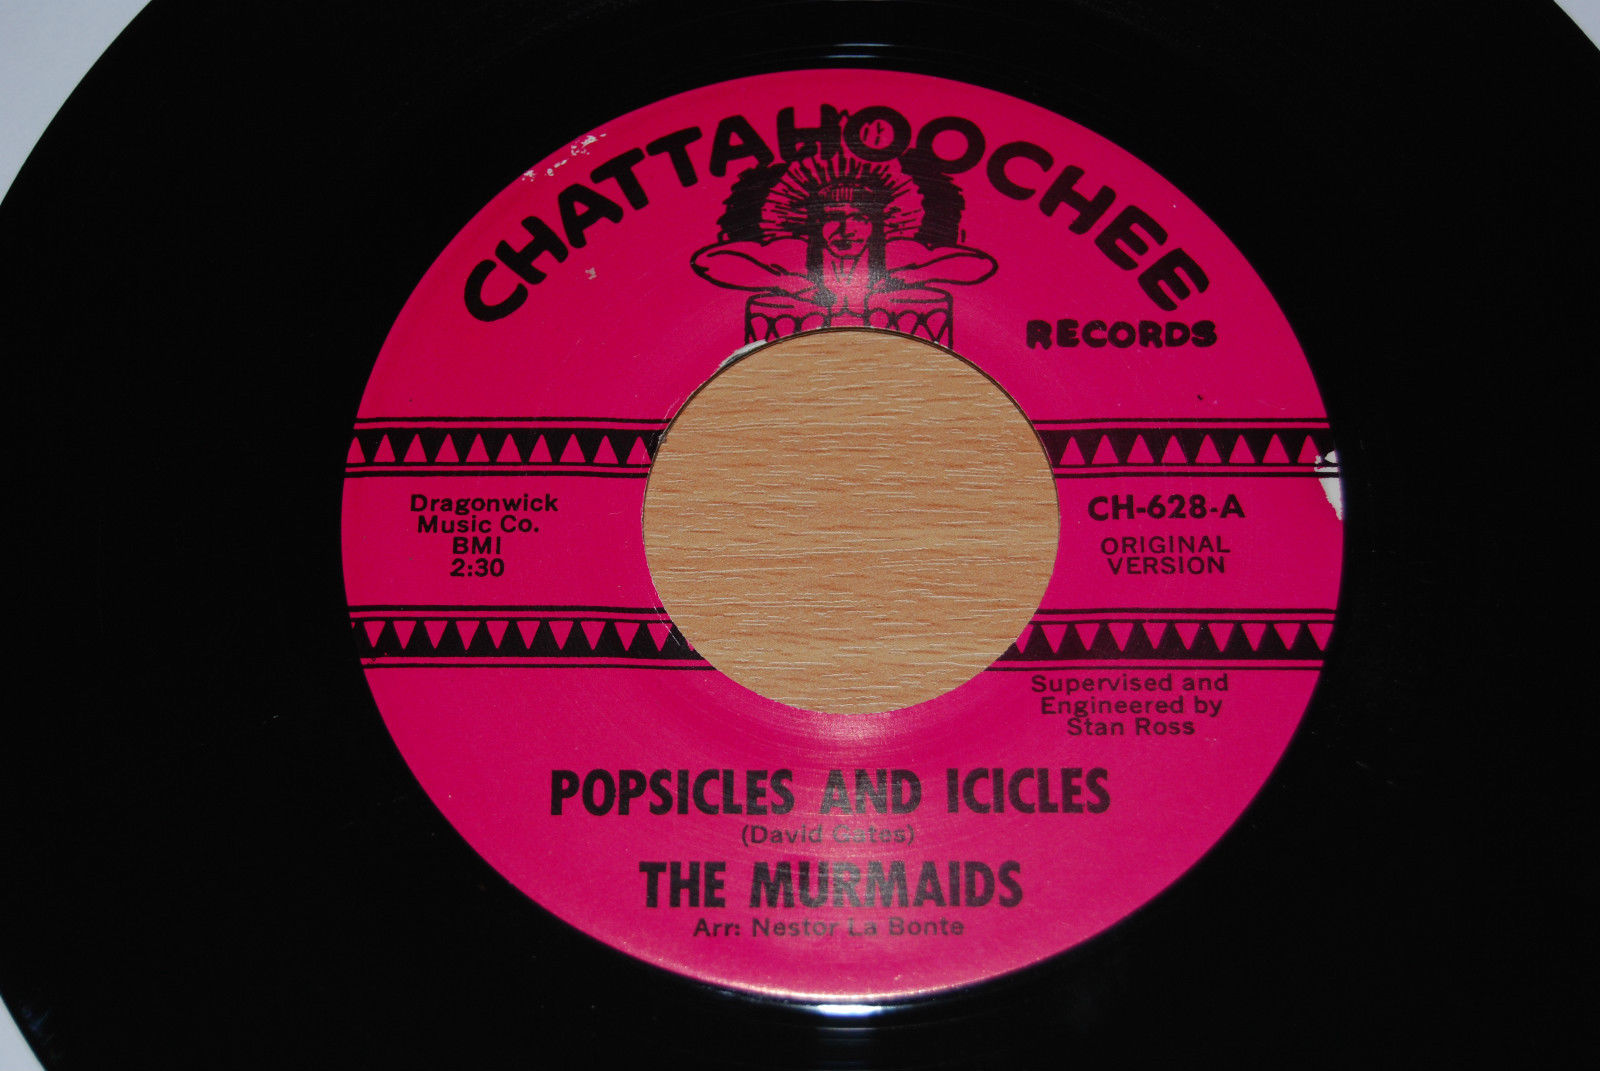 CHATTAHOOCHEE
RECORDS
Dragonwick
Music Co.
BMI
2:30
CH-628-A
ORIGINAL
VERSION
Supervised and
Engineered by
Stan Ross
POPSICLES AND ICICLES
(David Gates)
THE MURMAIDS
Arr: Nestor La Bonte